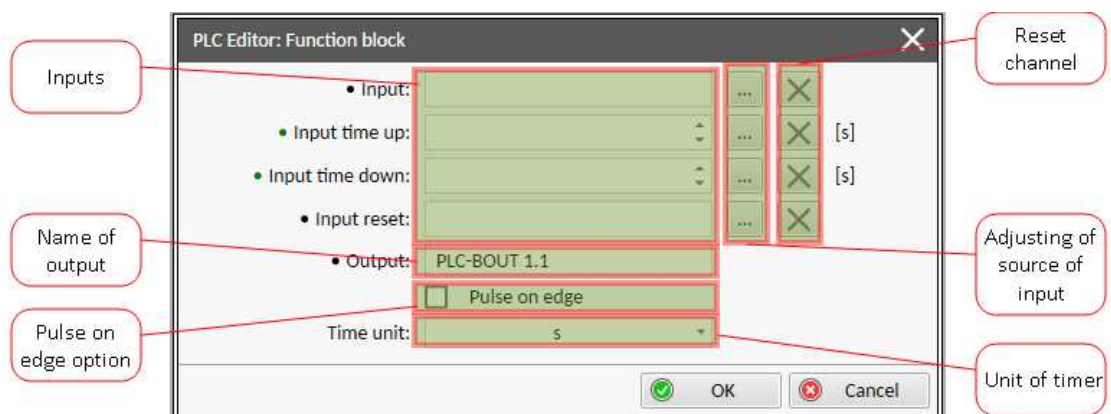 PLC Editor: Function block
Reset
channel
Inputs
• Input:
...
• Input time up:
...
[s]
• Input time down:
...
[s]
• Input reset:
...
Name of
output
• Output:
PLC-BOUT 1.1
Adjusting of
source of
input
Pulse on edge
Pulse on
edge option
Time unit:
s
Unit of timer
OK
Cancel